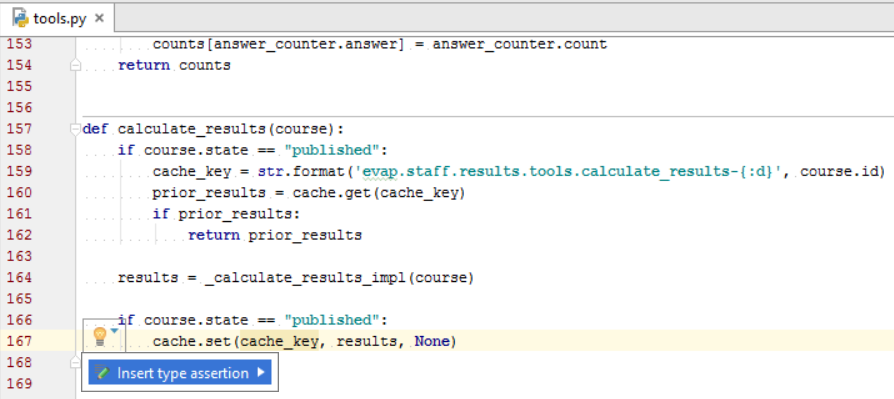 tools.py ×
153 counts[answer_counter.answer] = answer_counter.count
154 return counts
155
156
157 def calculate_results(course):
158 if course.state == "published":
159 cache_key = str.format('evap.staff.results.tools.calculate_results-{:d}', course.id)
160 prior_results = cache.get(cache_key)
161 if prior_results:
162 return prior_results
163
164 results = _calculate_results_impl(course)
165
166 if course.state == "published":
167 cache.set(cache_key, results, None)
168
Insert type assertion
169